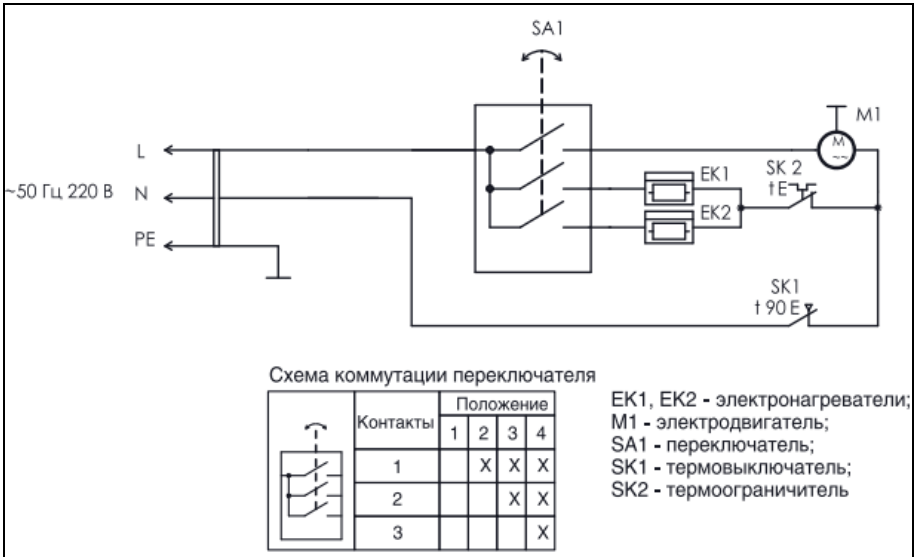 SA1
L
M1
M
~~
SK 2
t E
EK1
~50 Гц 220 В
N
EK2
PE
SK1
t 90 E
Схема коммутации переключателя
Контакты
Положение
1 2 3 4
1 X X X
2 X X
3 X
EK1, EK2 - электронагреватели;
M1 - электродвигатель;
SA1 - переключатель;
SK1 - термовыключатель;
SK2 - термоограничитель